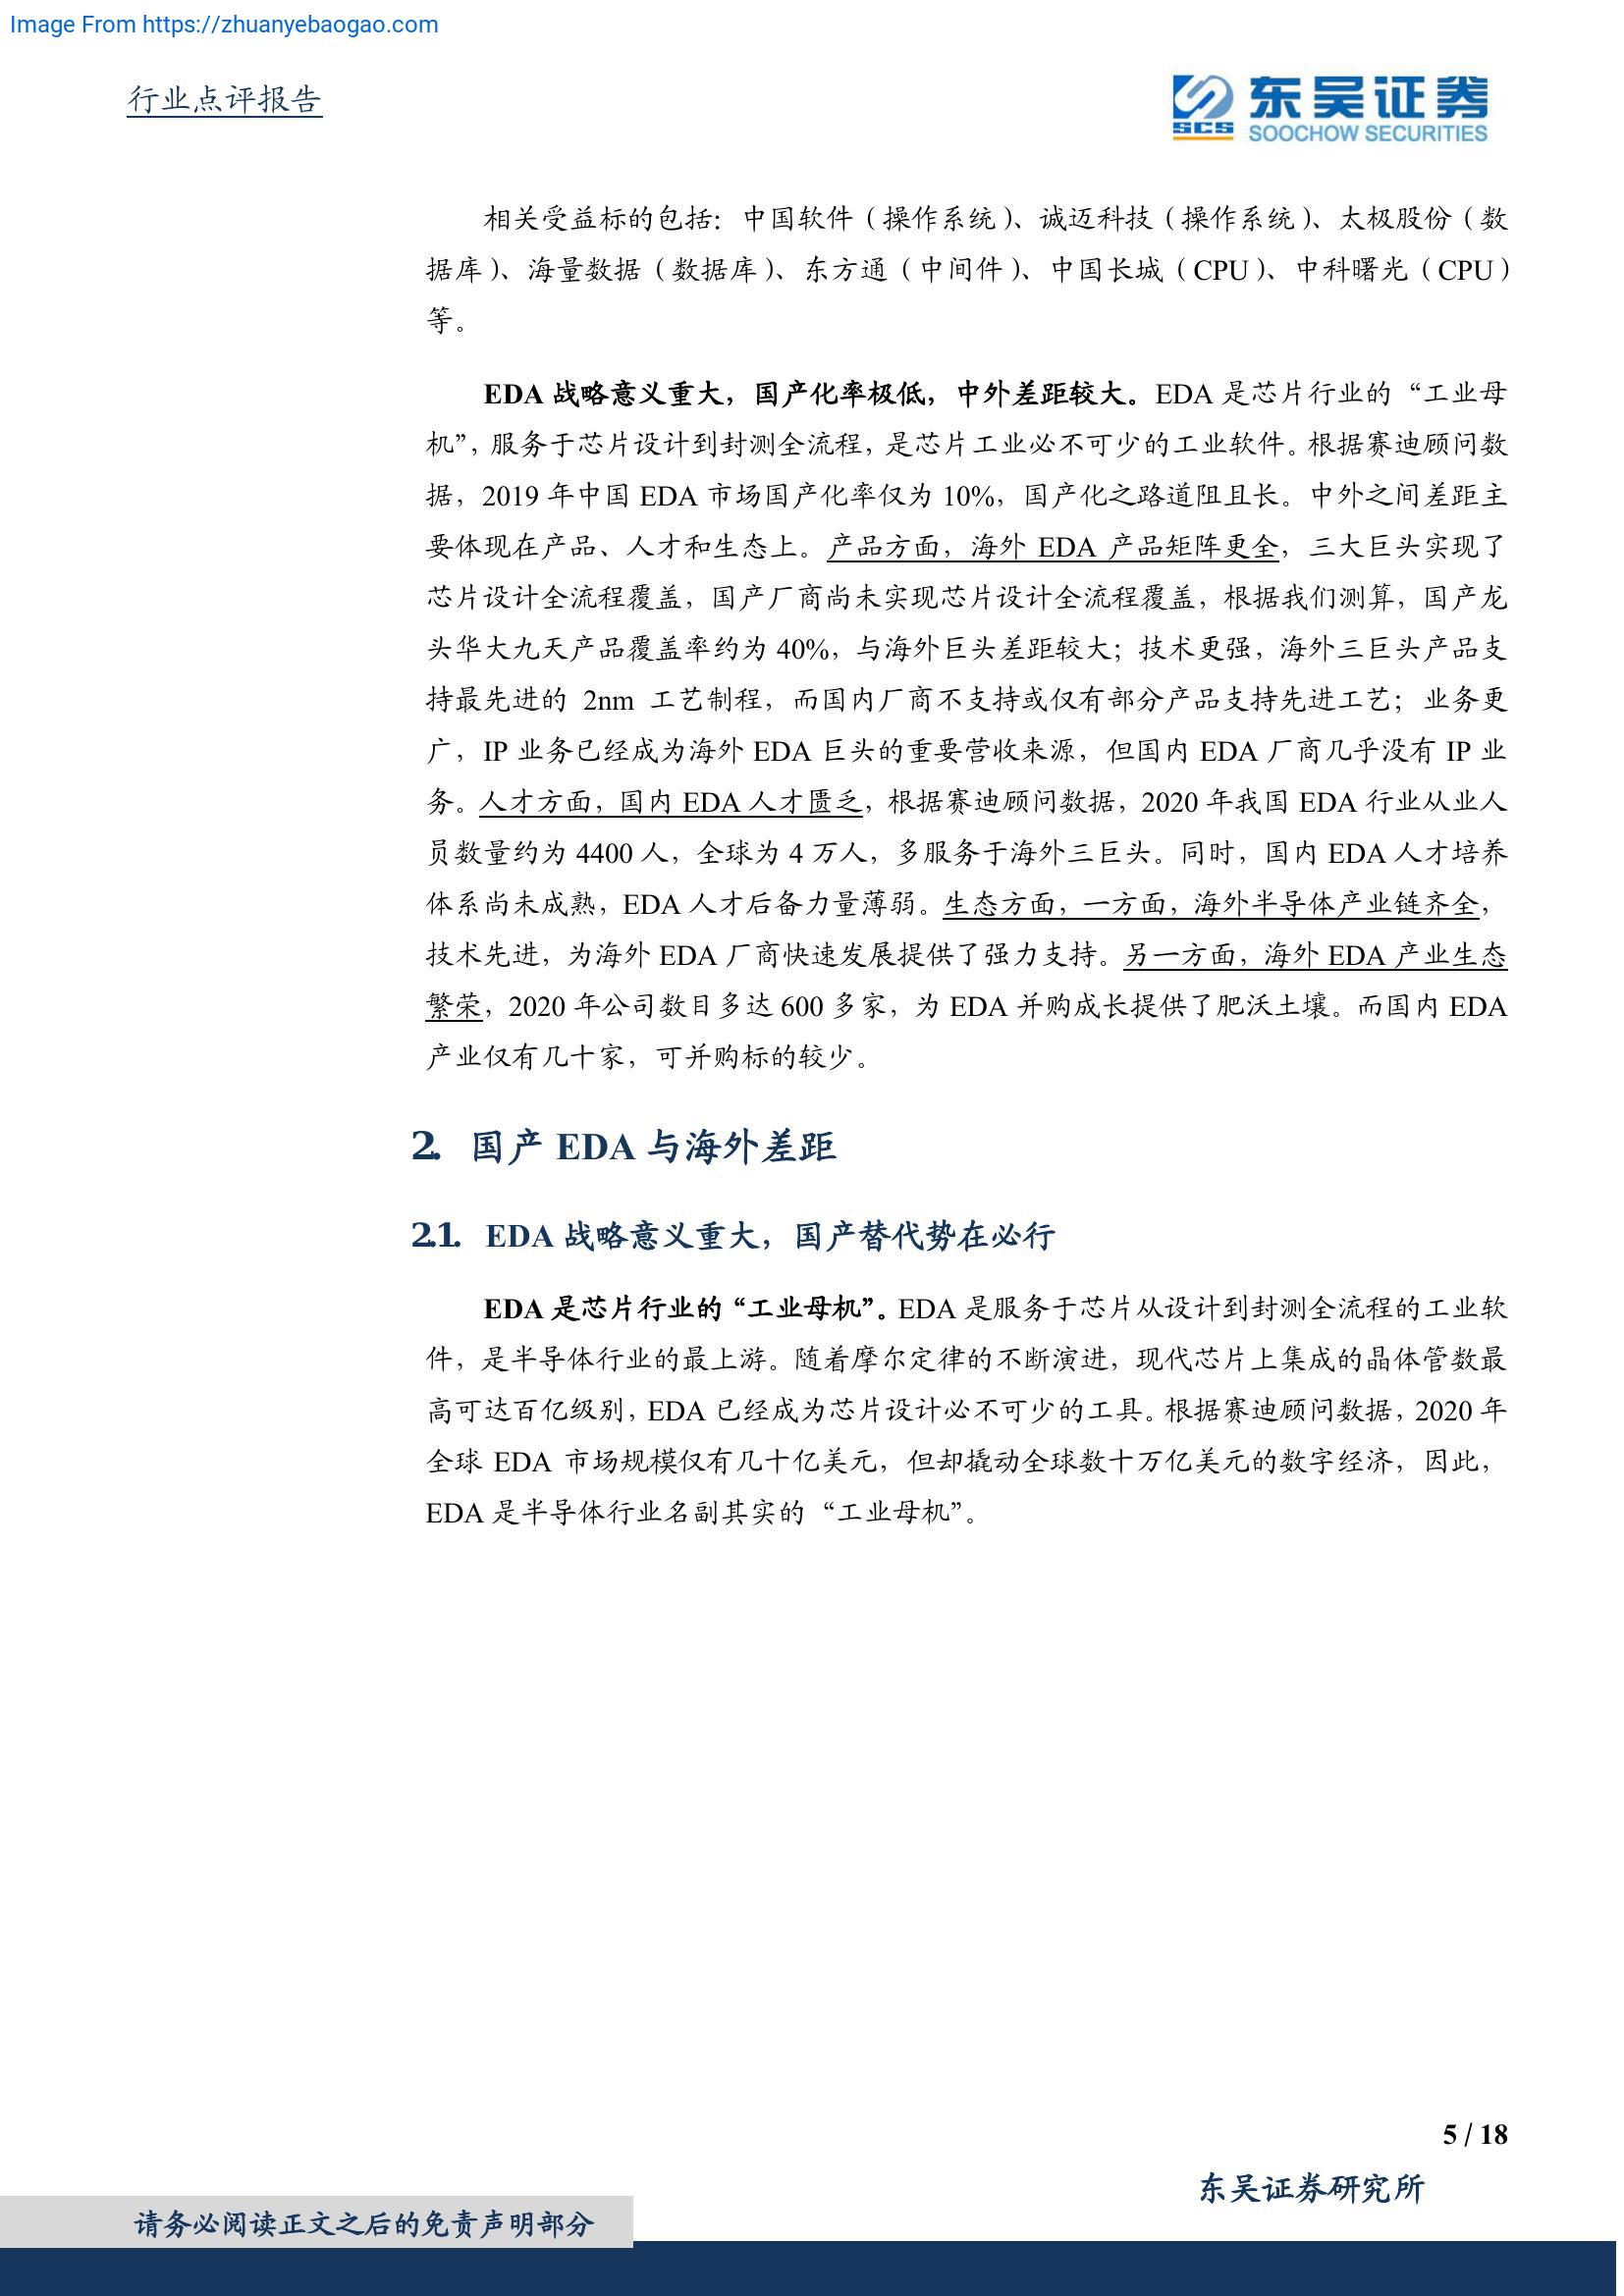 Image From https://zhuanyebaogao.com
行业点评报告
SCS 东吴证券
SOOCHOW SECURITIES
相关受益标的包括：中国软件（操作系统）、诚迈科技（操作系统）、太极股份（数
据库）、海量数据（数据库）、东方通（中间件）、中国长城（CPU）、中科曙光（CPU）
等。
EDA 战略意义重大，国产化率极低，中外差距较大。EDA 是芯片行业的“工业母
机”，服务于芯片设计到封测全流程，是芯片工业必不可少的工业软件。根据赛迪顾问数
据，2019 年中国 EDA 市场国产化率仅为 10%，国产化之路道阻且长。中外之间差距主
要体现在产品、人才和生态上。产品方面，海外 EDA 产品矩阵更全，三大巨头实现了
芯片设计全流程覆盖，国产厂商尚未实现芯片设计全流程覆盖，根据我们测算，国产龙
头华大九天产品覆盖率约为 40%，与海外巨头差距较大；技术更强，海外三巨头产品支
持最先进的 2nm 工艺制程，而国内厂商不支持或仅有部分产品支持先进工艺；业务更
广，IP 业务已经成为海外 EDA 巨头的重要营收来源，但国内 EDA 厂商几乎没有 IP 业
务。人才方面，国内 EDA 人才匮乏，根据赛迪顾问数据，2020 年我国 EDA 行业从业人
员数量约为 4400 人，全球为 4 万人，多服务于海外三巨头。同时，国内 EDA 人才培养
体系尚未成熟，EDA 人才后备力量薄弱。生态方面，一方面，海外半导体产业链齐全，
技术先进，为海外 EDA 厂商快速发展提供了强力支持。另一方面，海外 EDA 产业生态
繁荣，2020 年公司数目多达 600 多家，为 EDA 并购成长提供了肥沃土壤。而国内 EDA
产业仅有几十家，可并购标的较少。
2. 国产 EDA 与海外差距
2.1. EDA 战略意义重大，国产替代势在必行
EDA 是芯片行业的“工业母机”。EDA 是服务于芯片从设计到封测全流程的工业软
件，是半导体行业的最上游。随着摩尔定律的不断演进，现代芯片上集成的晶体管数最
高可达百亿级别，EDA 已经成为芯片设计必不可少的工具。根据赛迪顾问数据，2020 年
全球 EDA 市场规模仅有几十亿美元，但却撬动全球数十万亿美元的数字经济，因此，
EDA 是半导体行业名副其实的“工业母机”。
5 / 18
东吴证券研究所
请务必阅读正文之后的免责声明部分